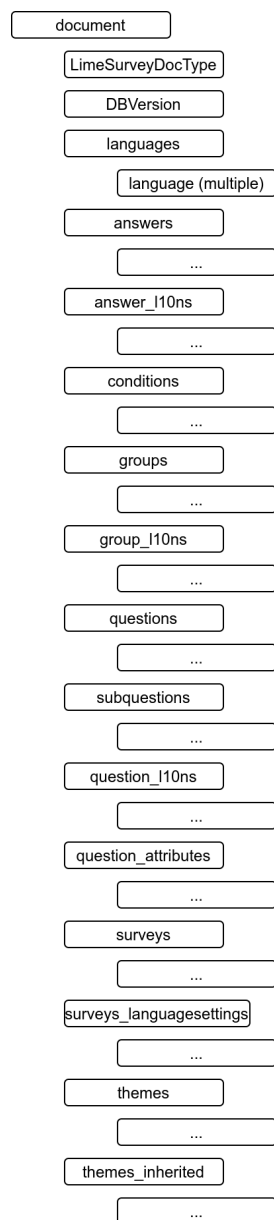 document
LimeSurveyDocType
DBVersion
languages
language (multiple)
answers
...
answer_l10ns
...
conditions
...
groups
...
group_l10ns
...
questions
...
subquestions
...
question_l10ns
...
question_attributes
...
surveys
...
surveys_languagesettings
...
themes
...
themes_inherited
...